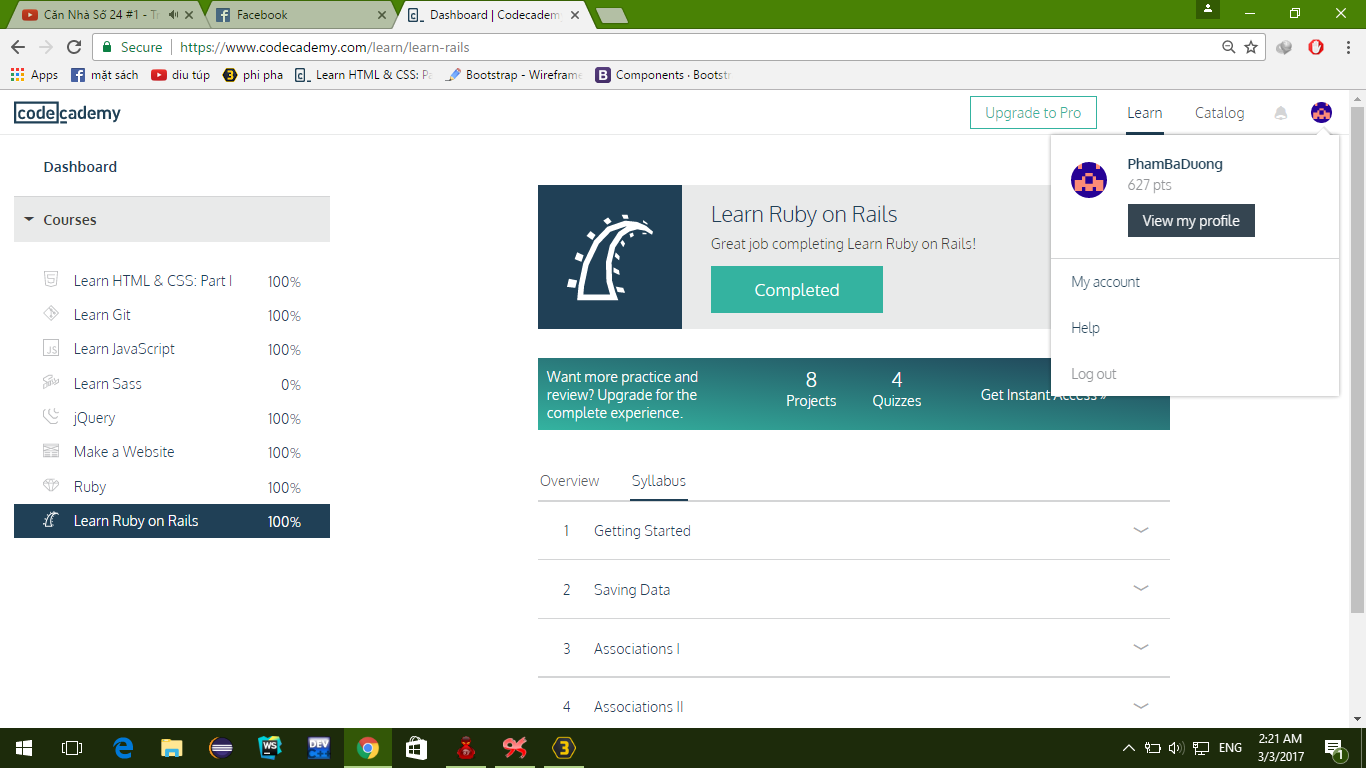 Căn Nhà Số 24 #1 - Tr
Facebook
Dashboard | Codecadem
Secure
https://www.codecademy.com/learn/learn-rails
Apps
mặt sách
diu túp
phi pha
Learn HTML & CSS: Pa
Bootstrap - Wireframe
Components · Bootstr
codecademy
Upgrade to Pro
Learn
Catalog
PhamBaDuong
627 pts
View my profile
My account
Help
Log out
Dashboard
Courses
Learn HTML & CSS: Part I 100%
Learn Git 100%
Learn JavaScript 100%
Learn Sass 0%
jQuery 100%
Make a Website 100%
Ruby 100%
Learn Ruby on Rails 100%
Learn Ruby on Rails
Great job completing Learn Ruby on Rails!
Completed
Want more practice and
review? Upgrade for the
complete experience.
8
Projects
4
Quizzes
Get Instant Access »
Overview
Syllabus
1 Getting Started
2 Saving Data
3 Associations I
4 Associations II
WS
DEV
ENG
2:21 AM
3/3/2017
1